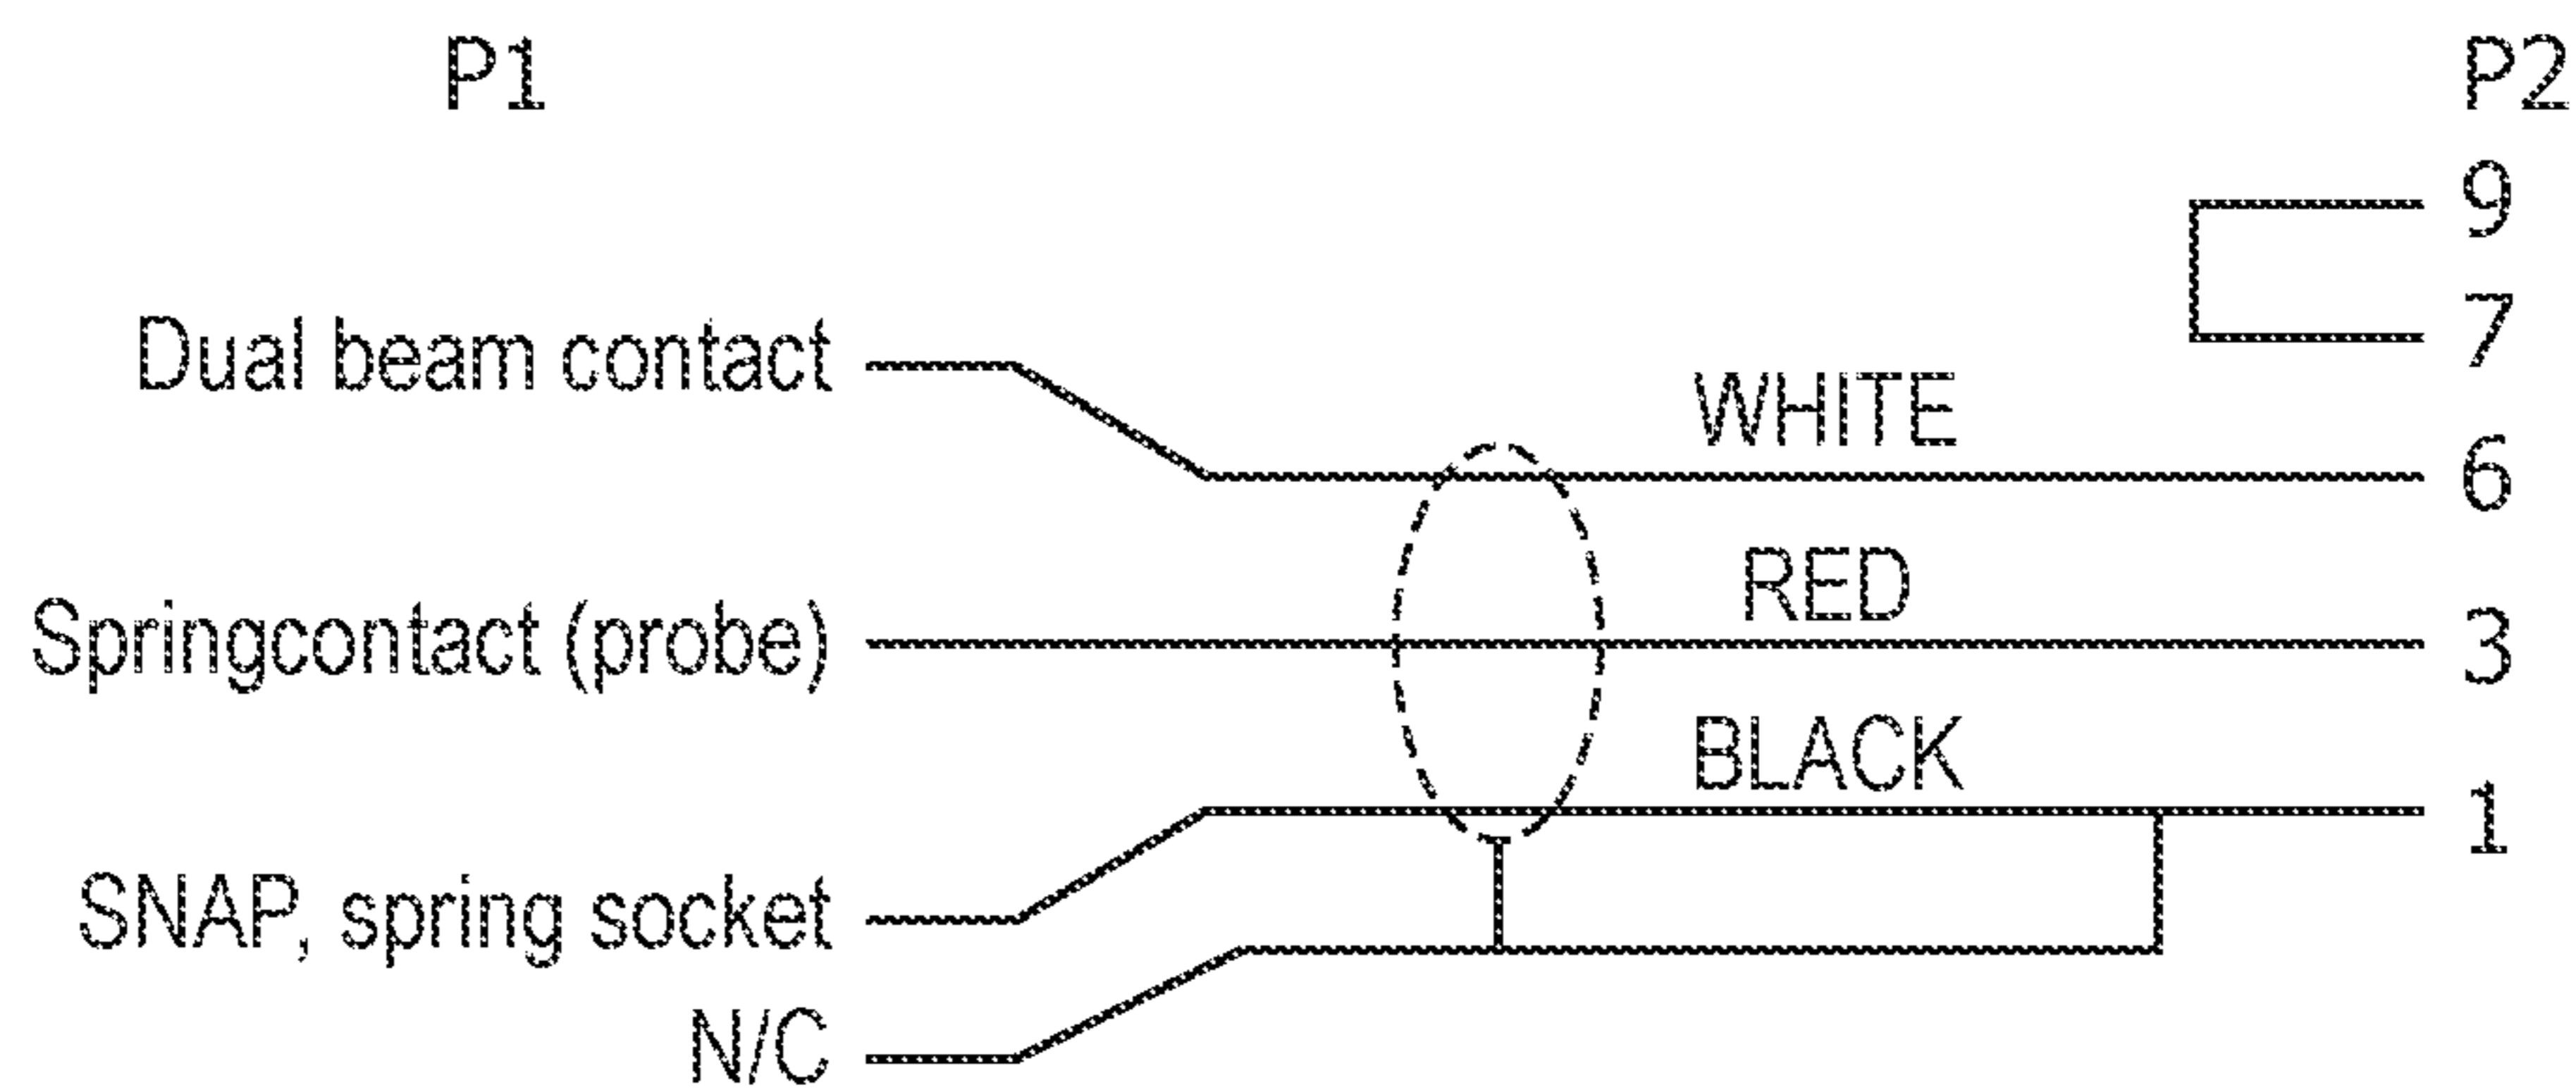 P1 P2
9
7
Dual beam contact
WHITE
6
RED
Springcontact (probe) 3
BLACK
1
SNAP, spring socket
N/C